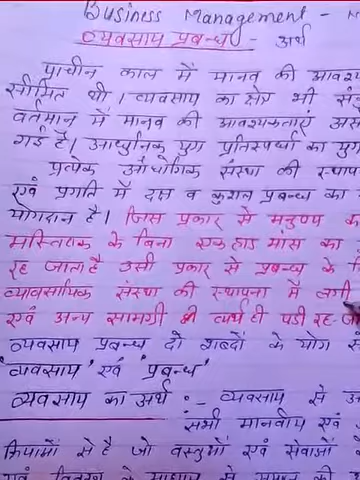 Business Management -
व्यवसाय प्रबन्ध - अर्थ
प्राचीन काल में मानव की आवश्य
सीमित थी। व्यवसाय का क्षेत्र भी
वर्तमान में मानव की आवश्यकताएं अस
गई है। आधुनिक युग प्रतिस्पर्धा का युग
प्रत्येक औद्योगिक संस्था की स्थाप
एवं प्रगति में दक्ष व कुशल प्रबन्ध का
योगदान है। जिस प्रकार से मनुष्य क
मस्तिष्क के बिना एक हाड मास का
रह जाता है उसी प्रकार से प्रबन्ध के
व्यावसायिक संस्था की स्थापना में लगी
एवं अन्य सामग्री भी व्यर्थ ही पडी रह
व्यवसाय प्रबन्ध दो शब्दों के योग
'व्यवसाय' एवं 'प्रबन्ध'
व्यवसाय का अर्थ :- व्यवसाय से
सभी मानवीय एवं
क्रियाओं से है जो वस्तुओं एवं सेवाओं